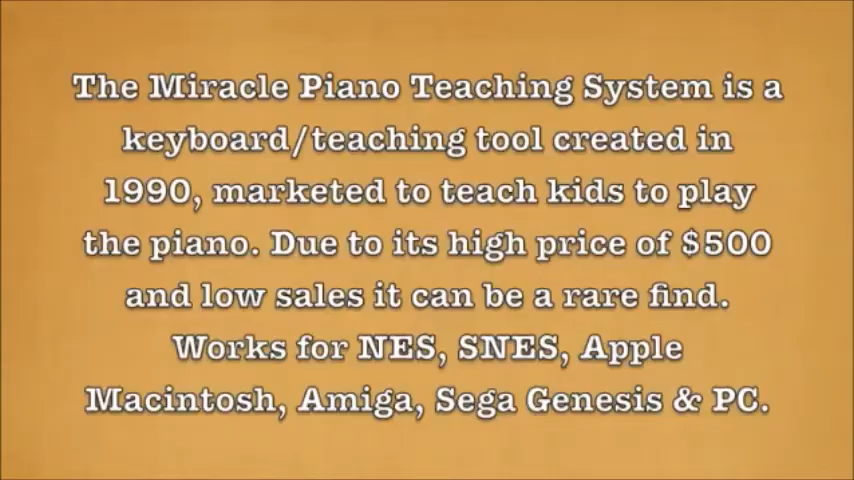 The Miracle Piano Teaching System is a
keyboard/teaching tool created in
1990, marketed to teach kids to play
the piano. Due to its high price of $500
and low sales it can be a rare find.
Works for NES, SNES, Apple
Macintosh, Amiga, Sega Genesis & PC.